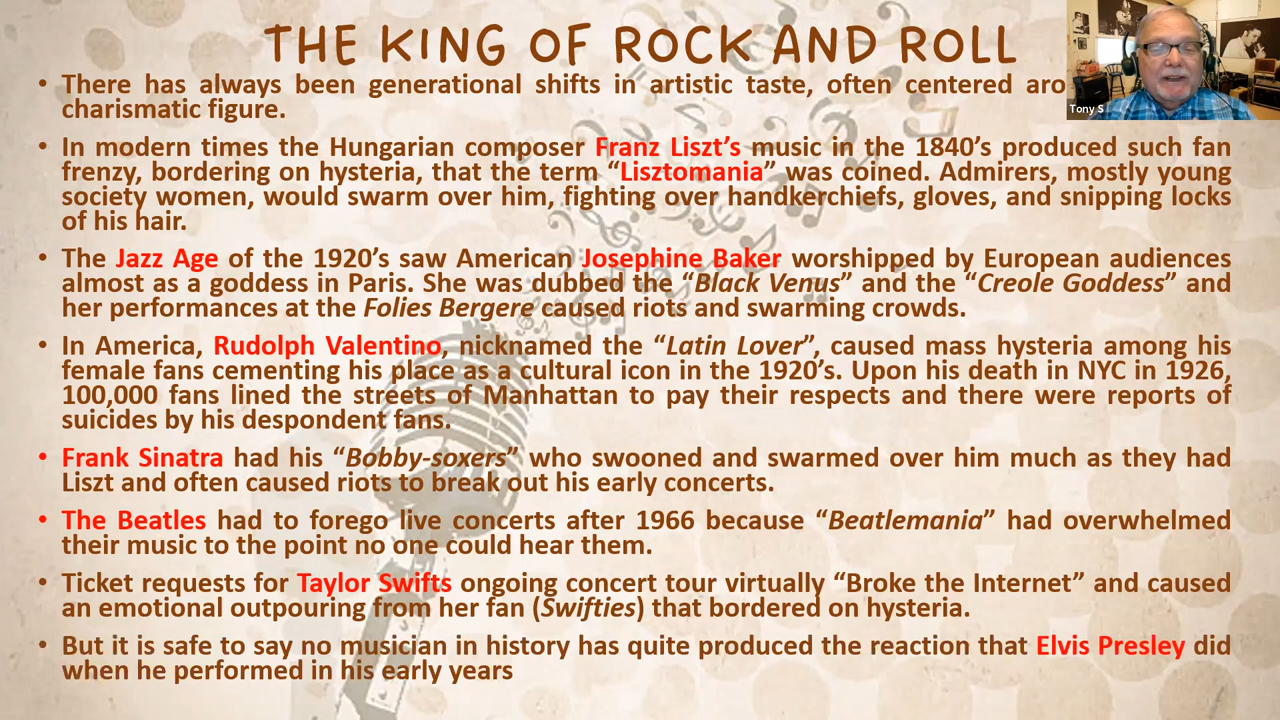 THE KING OF ROCK AND ROLL
• There has always been generational shifts in artistic taste, often centered aro
charismatic figure.
• In modern times the Hungarian composer Franz Liszt’s music in the 1840’s produced such fan
frenzy, bordering on hysteria, that the term “Lisztomania” was coined. Admirers, mostly young
society women, would swarm over him, fighting over handkerchiefs, gloves, and snipping locks
of his hair.
• The Jazz Age of the 1920’s saw American Josephine Baker worshipped by European audiences
almost as a goddess in Paris. She was dubbed the “Black Venus” and the “Creole Goddess” and
her performances at the Folies Bergere caused riots and swarming crowds.
• In America, Rudolph Valentino, nicknamed the “Latin Lover”, caused mass hysteria among his
female fans cementing his place as a cultural icon in the 1920’s. Upon his death in NYC in 1926,
100,000 fans lined the streets of Manhattan to pay their respects and there were reports of
suicides by his despondent fans.
• Frank Sinatra had his “Bobby-soxers” who swooned and swarmed over him much as they had
Liszt and often caused riots to break out his early concerts.
• The Beatles had to forego live concerts after 1966 because “Beatlemania” had overwhelmed
their music to the point no one could hear them.
• Ticket requests for Taylor Swifts ongoing concert tour virtually “Broke the Internet” and caused
an emotional outpouring from her fan (Swifties) that bordered on hysteria.
• But it is safe to say no musician in history has quite produced the reaction that Elvis Presley did
when he performed in his early years
Tony S